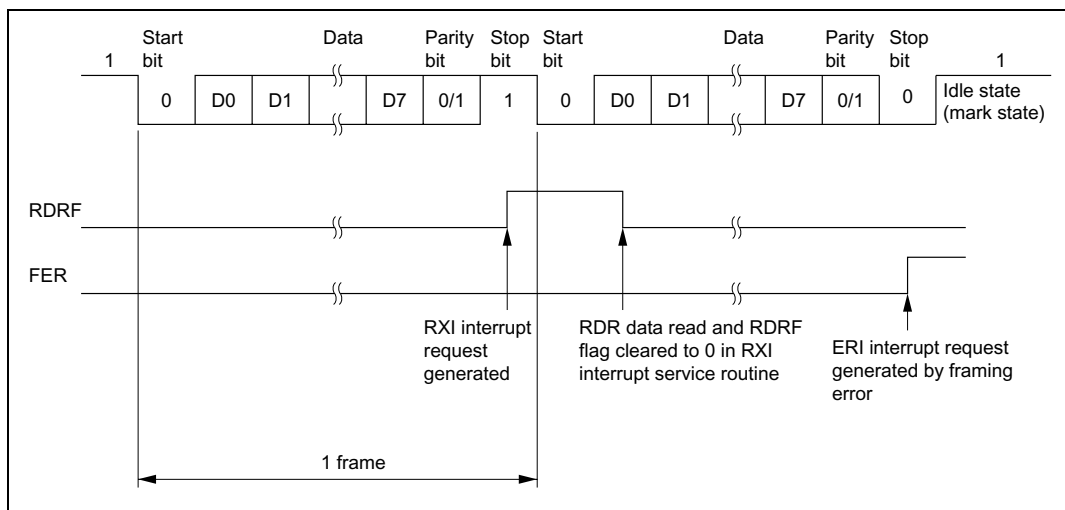 1
Start
bit
Data
Parity
bit
Stop
bit
Start
bit
Data
Parity
bit
Stop
bit
1
0
D0
D1
D7
0/1
1
0
D0
D1
D7
0/1
0
Idle state
(mark state)
RDRF
FER
RXI interrupt
request
generated
RDR data read and RDRF
flag cleared to 0 in RXI
interrupt service routine
ERI interrupt request
generated by framing
error
1 frame